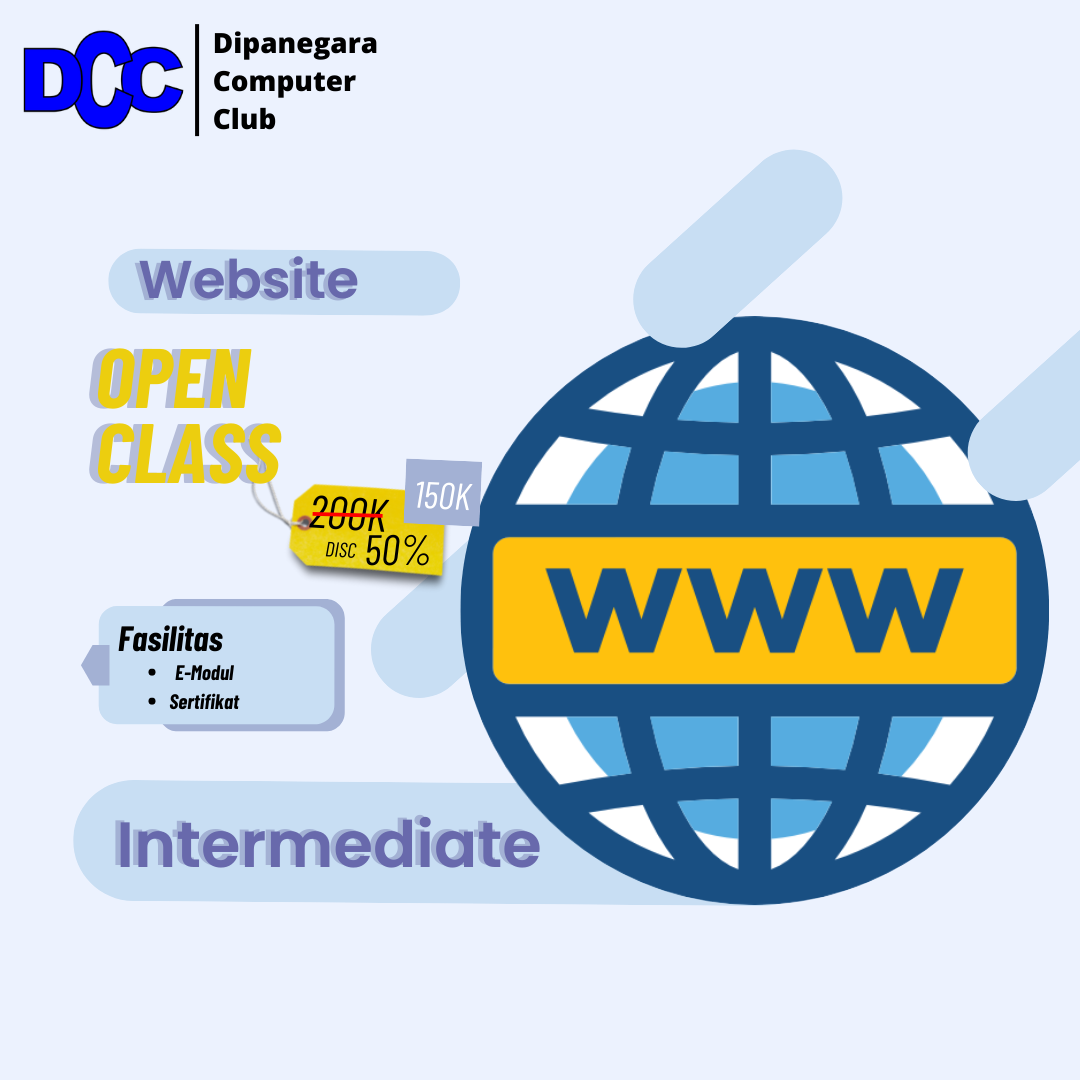 DCC
Dipanegara
Computer
Club
Website
OPEN
CLASS
200K
150K
DISC 50%
Fasilitas
• E-Modul
• Sertifikat
WWW
Intermediate